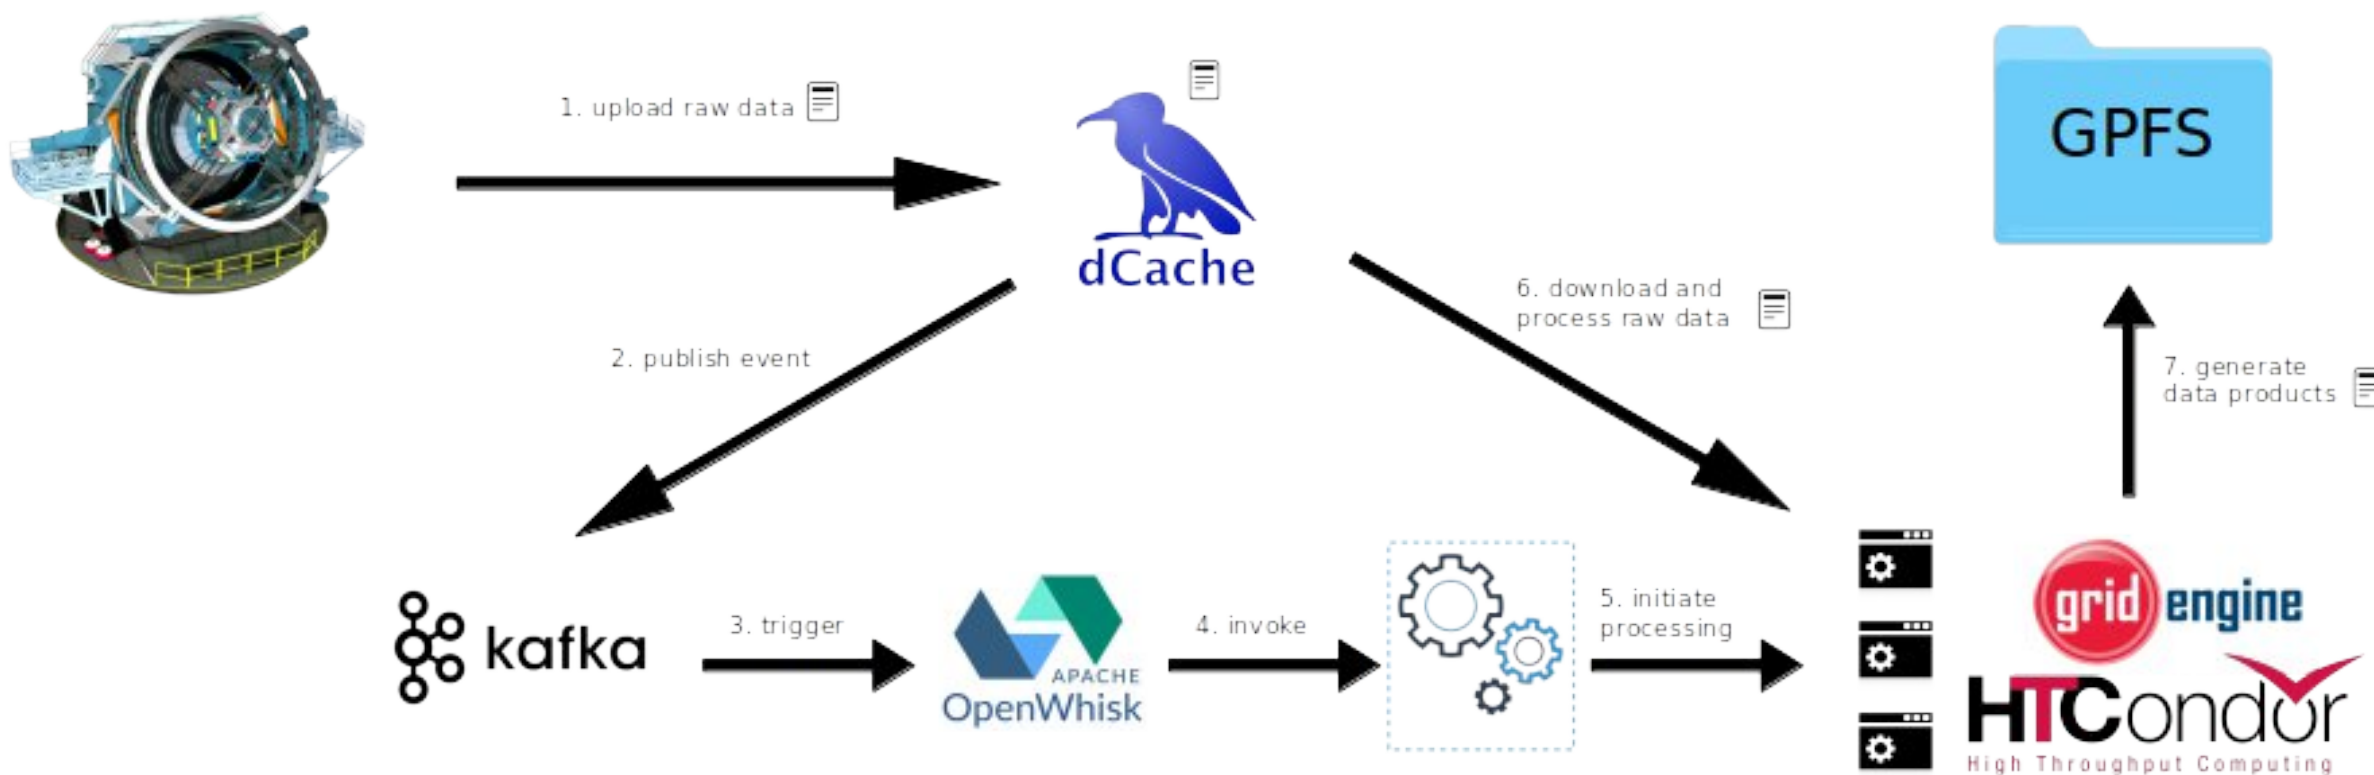 1. upload raw data
dCache
GPFS
6. download and
process raw data
2. publish event
7. generate
data products
kafka
3. trigger
APACHE
OpenWhisk
4. invoke
5. initiate
processing
grid engine
HTCondor
High Throughput Computing